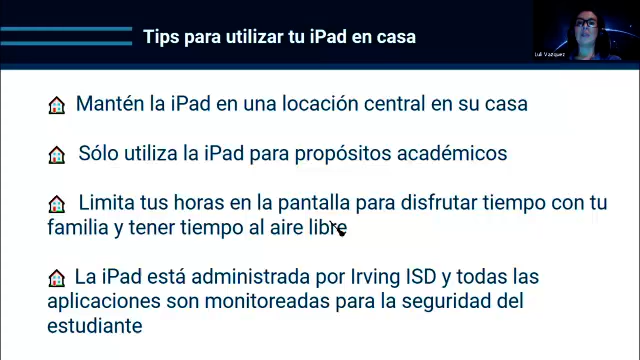 Tips para utilizar tu iPad en casa
Luli Vazquez
Mantén la iPad en una locación central en su casa
Sólo utiliza la iPad para propósitos académicos
Limita tus horas en la pantalla para disfrutar tiempo con tu
familia y tener tiempo al aire libre
La iPad está administrada por Irving ISD y todas las
aplicaciones son monitoreadas para la seguridad del
estudiante